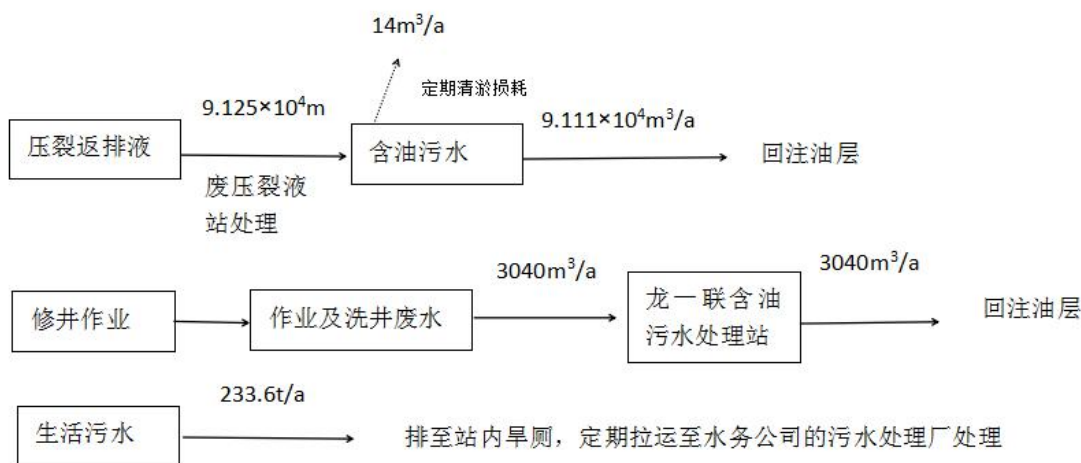 14m³/a
定期清淤损耗
9.125×10⁴m
9.111×10⁴m³/a
压裂返排液
含油污水
回注油层
废压裂液
站处理
3040m³/a
3040m³/a
修井作业
作业及洗井废水
龙一联含油
污水处理站
回注油层
233.6t/a
生活污水
排至站内旱厕，定期拉运至水务公司的污水处理厂处理